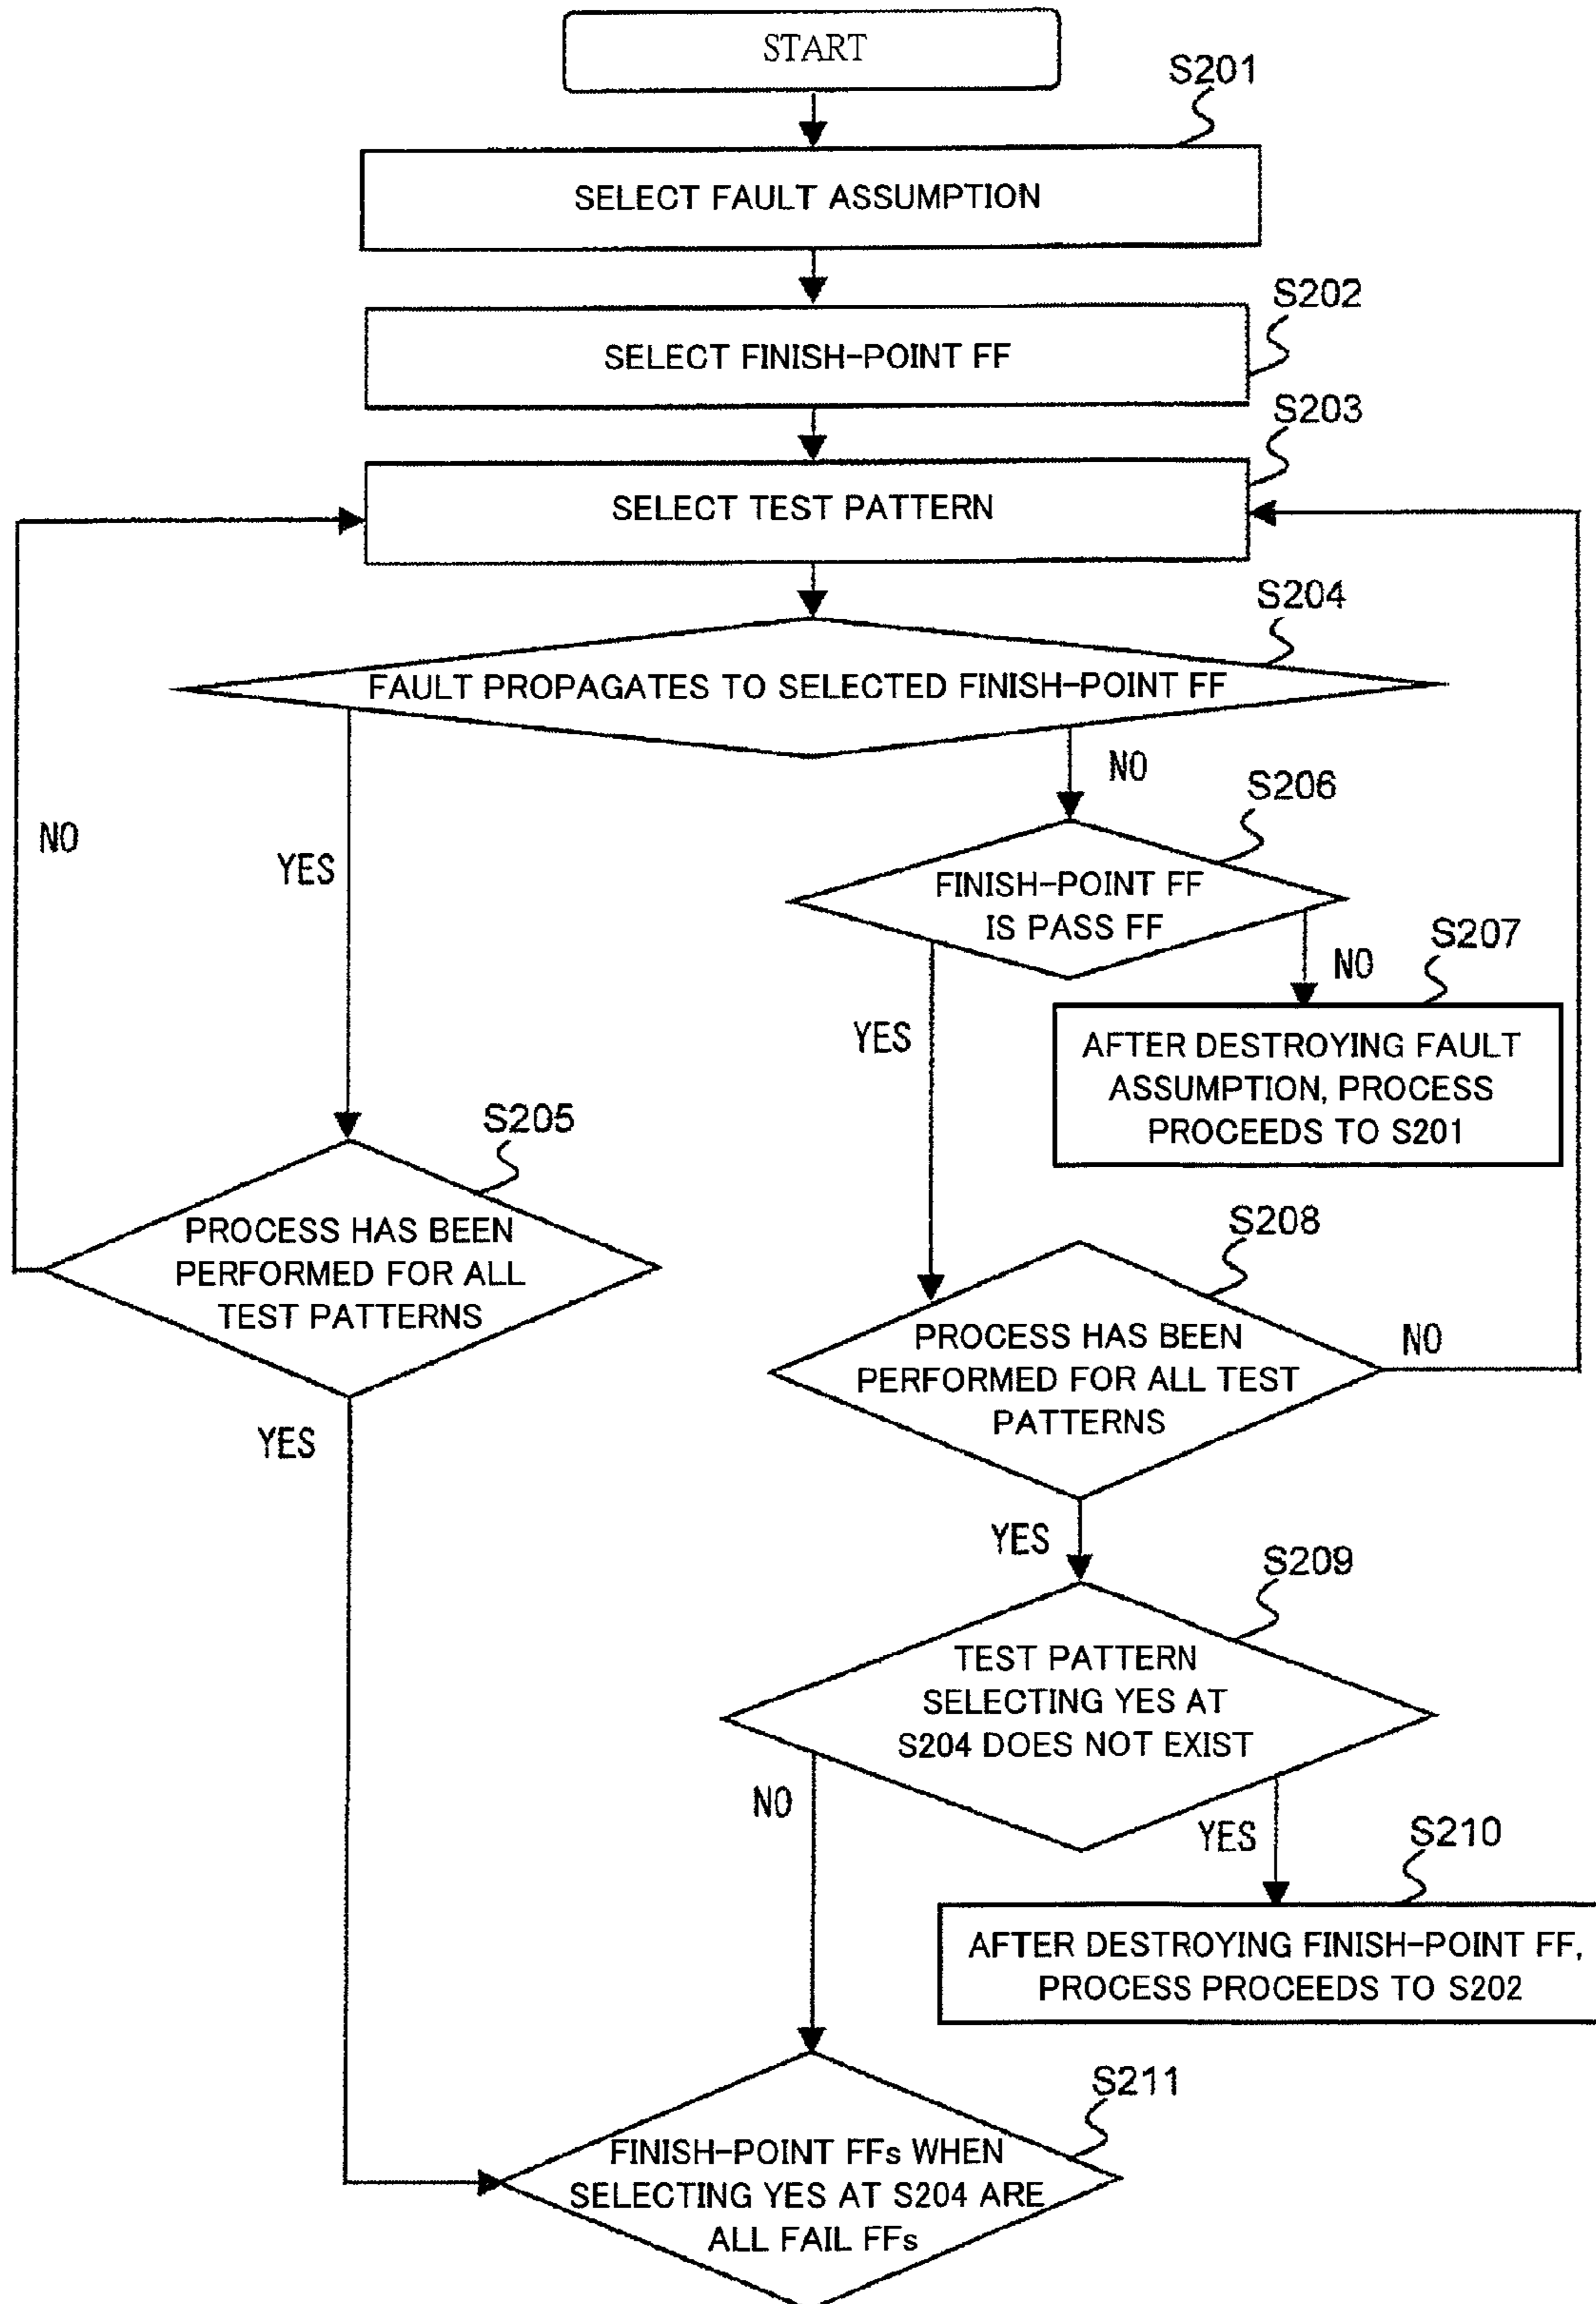 START
S201
SELECT FAULT ASSUMPTION
S202
SELECT FINISH-POINT FF
S203
SELECT TEST PATTERN
S204
FAULT PROPAGATES TO SELECTED FINISH-POINT FF
NO
S206
NO
YES
FINISH-POINT FF
IS PASS FF
S207
NO
YES
AFTER DESTROYING FAULT
ASSUMPTION, PROCESS
PROCEEDS TO S201
S205
PROCESS HAS BEEN
PERFORMED FOR ALL
TEST PATTERNS
S208
PROCESS HAS BEEN
PERFORMED FOR ALL TEST
PATTERNS
NO
YES
YES
S209
TEST PATTERN
SELECTING YES AT
S204 DOES NOT EXIST
NO
YES
S210
AFTER DESTROYING FINISH-POINT FF,
PROCESS PROCEEDS TO S202
S211
FINISH-POINT FFs WHEN
SELECTING YES AT S204 ARE
ALL FAIL FFs